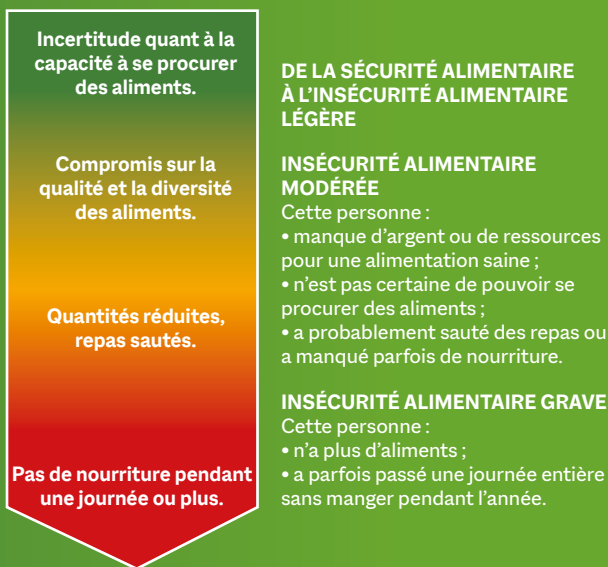 Incertitude quant à la
capacité à se procurer
des aliments.
Compromis sur la
qualité et la diversité
des aliments.
Quantités réduites,
repas sautés.
Pas de nourriture pendant
une journée ou plus.
DE LA SÉCURITÉ ALIMENTAIRE
À L’INSÉCURITÉ ALIMENTAIRE
LÉGÈRE
INSÉCURITÉ ALIMENTAIRE
MODÉRÉE
Cette personne :
• manque d’argent ou de ressources
pour une alimentation saine ;
• n’est pas certaine de pouvoir se
procurer des aliments ;
• a probablement sauté des repas ou
a manqué parfois de nourriture.
INSÉCURITÉ ALIMENTAIRE GRAVE
Cette personne :
• n’a plus d’aliments ;
• a parfois passé une journée entière
sans manger pendant l’année.